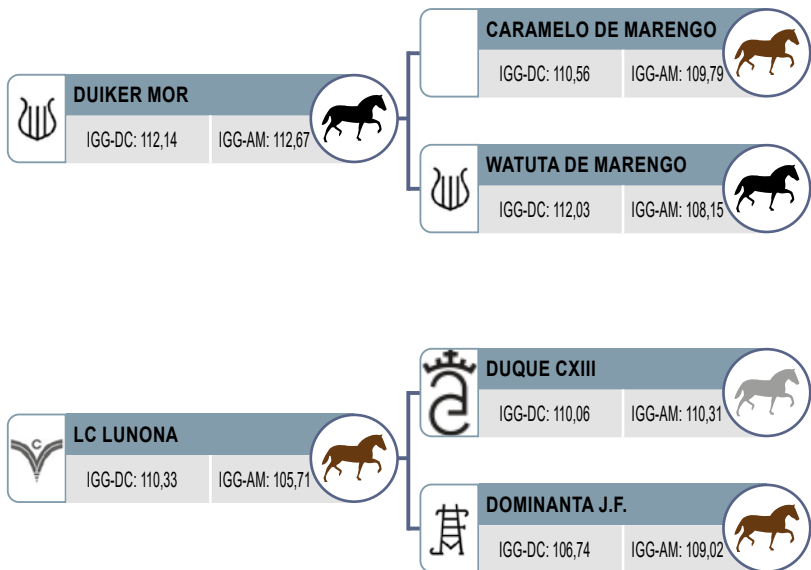 CARAMELO DE MARENGO
IGG-DC: 110,56 IGG-AM: 109,79
DUIKER MOR
IGG-DC: 112,14 IGG-AM: 112,67
WATUTA DE MARENGO
IGG-DC: 112,03 IGG-AM: 108,15
DUQUE CXIII
IGG-DC: 110,06 IGG-AM: 110,31
C
LC LUNONA
IGG-DC: 110,33 IGG-AM: 105,71
DOMINANTA J.F.
IGG-DC: 106,74 IGG-AM: 109,02